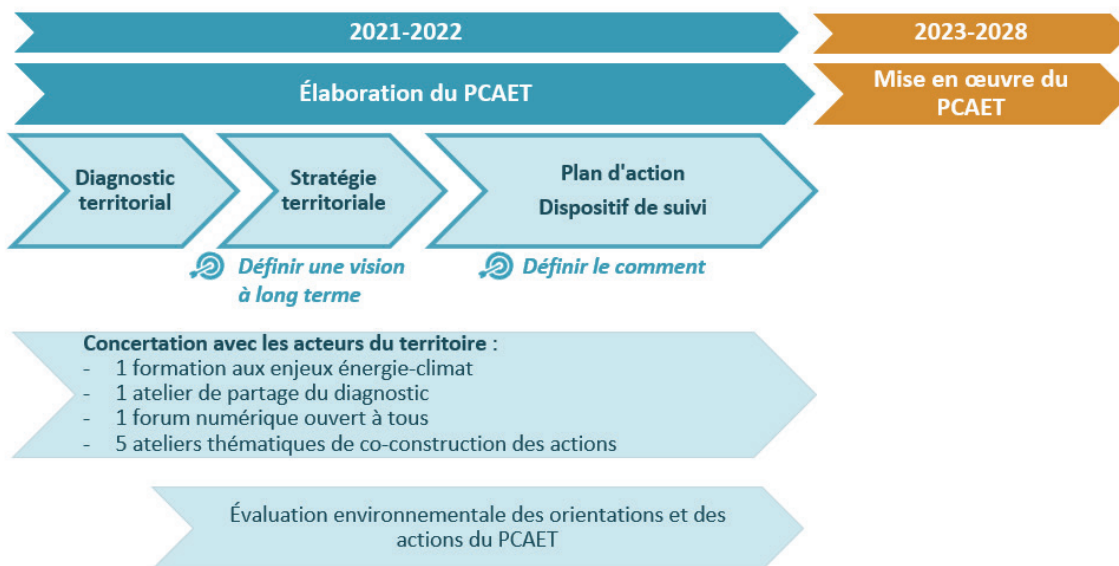 2021-2022
2023-2028
Élaboration du PCAET
Mise en œuvre du
PCAET
Diagnostic
territorial
Stratégie
territoriale
Plan d'action
Dispositif de suivi
Définir une vision
à long terme
Définir le comment
Concertation avec les acteurs du territoire :
- 1 formation aux enjeux énergie-climat
- 1 atelier de partage du diagnostic
- 1 forum numérique ouvert à tous
- 5 ateliers thématiques de co-construction des actions
Évaluation environnementale des orientations et des
actions du PCAET